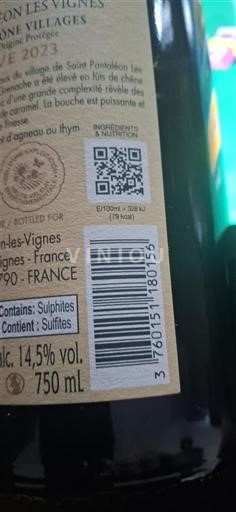 ÉON LES VIGNES
ÔNE VILLAGES
Origine Protégée
VE 2023
du village de Saint Pantaléon Les
Grenache a été élevé en fûts de chêne
d'une grande complexité révèle des
de caramel. La bouche est puissante et
finesse.
d'agneau au thym
INGRÉDIENTS
& NUTRITION
E/100ml = 328 kJ
(79 kcal)
/ BOTTLED FOR
n-les-Vignes
ignes - France
790 - FRANCE
Contains: Sulphites
Contient : Sulfites
alc. 14,5% vol.
750 mL
3 760151 180156
VINTOU